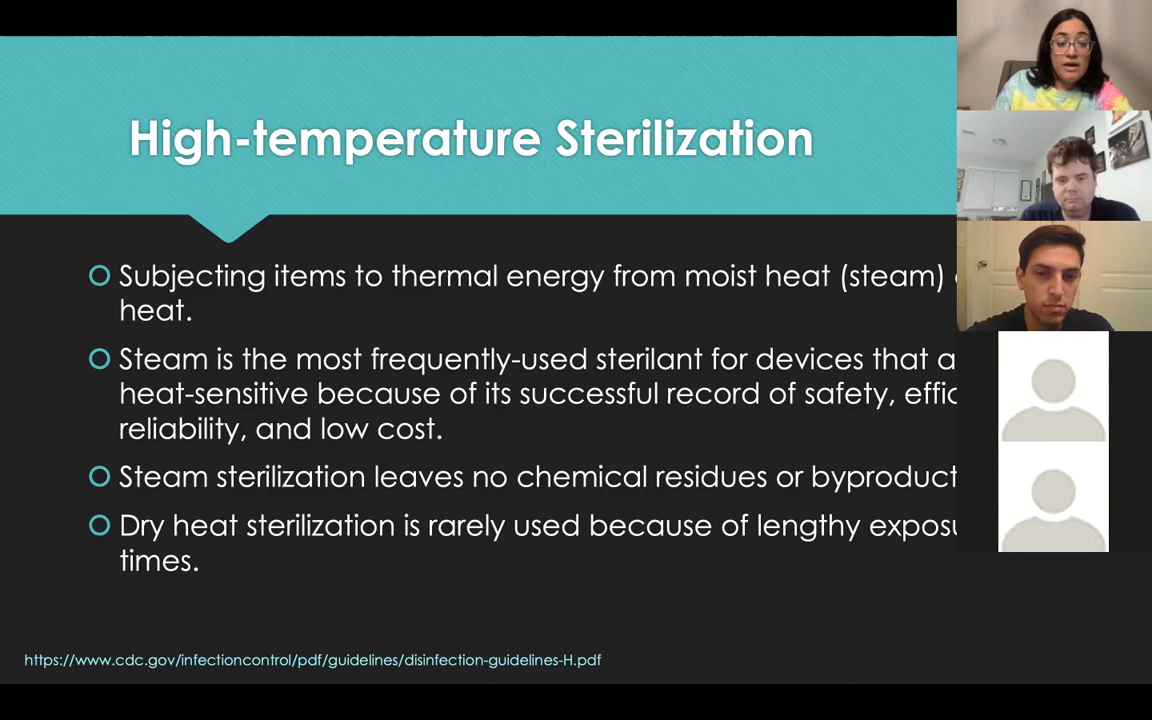 High-temperature Sterilization
Subjecting items to thermal energy from moist heat (steam)
heat.
Steam is the most frequently-used sterilant for devices that
heat-sensitive because of its successful record of safety,
reliability, and low cost.
Steam sterilization leaves no chemical residues or
Dry heat sterilization is rarely used because of lengthy
times.
https://www.cdc.gov/infectioncontrol/pdf/guidelines/disinfection-guidelines-H.pdf